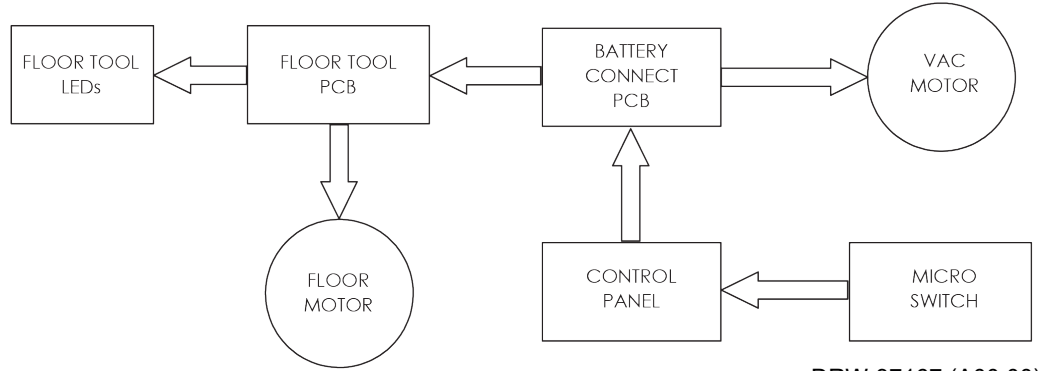 FLOOR TOOL
LEDs
FLOOR TOOL
PCB
BATTERY
CONNECT
PCB
VAC
MOTOR
FLOOR
MOTOR
CONTROL
PANEL
MICRO
SWITCH